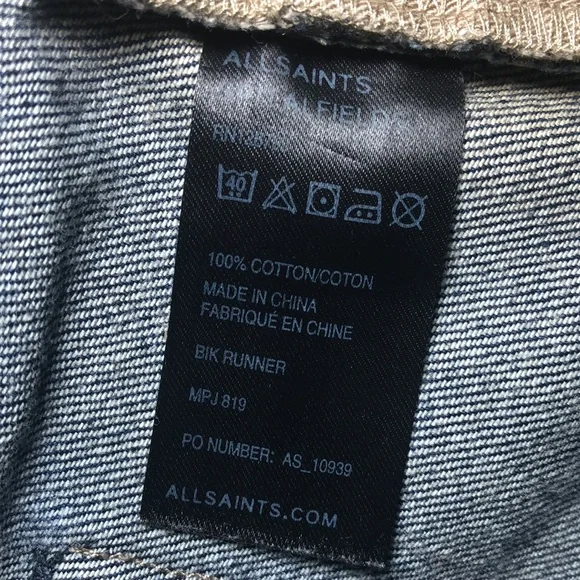 ALLSAINTS
40
100% COTTON/COTON
MADE IN CHINA
FABRIQUÉ EN CHINE
BIK RUNNER
MPJ 819
PO NUMBER: AS_10939
ALLSAINTS.COM